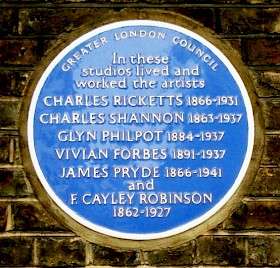 GREATER LONDON COUNCIL
In these
studios lived and
worked the artists
CHARLES RICKETTS 1866-1931
CHARLES SHANNON 1863-1937
GLYN PHILPOT 1884-1937
VIVIAN FORBES 1891-1937
JAMES PRYDE 1866-1941
and
F. CAYLEY ROBINSON
1862-1927